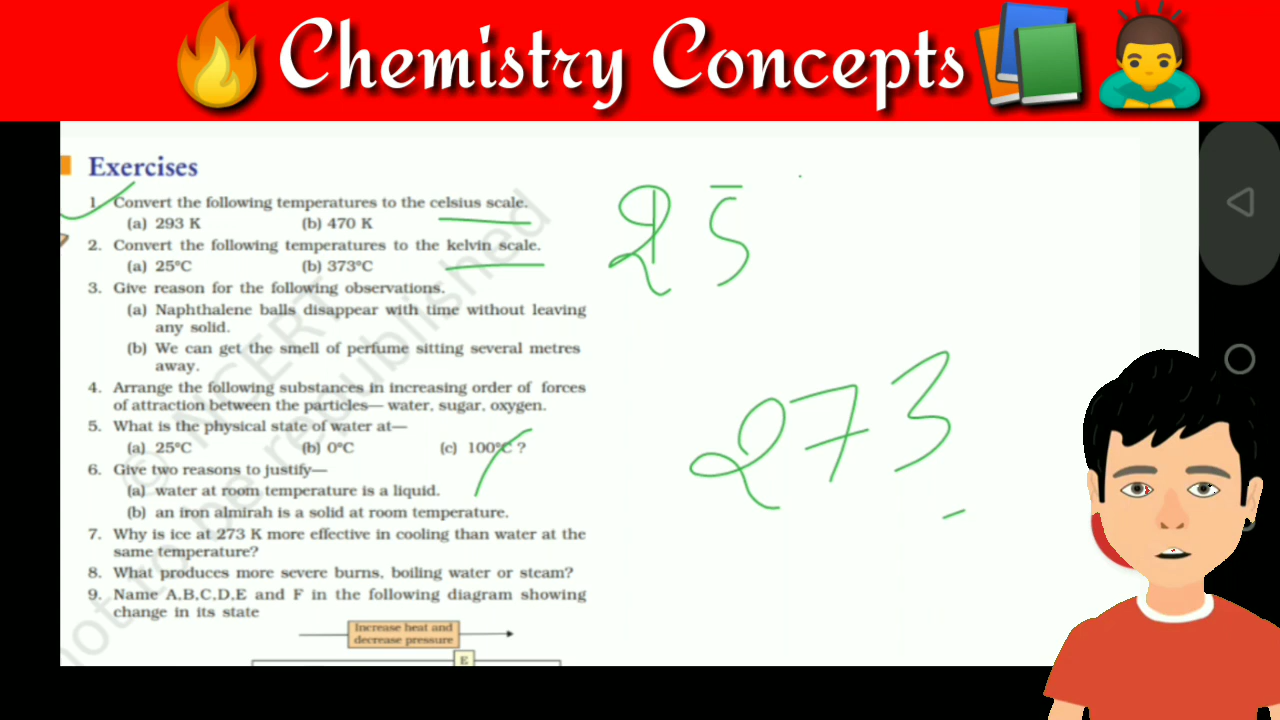 Chemistry Concepts
Exercises
1. Convert the following temperatures to the celsius scale.
(a) 293 K (b) 470 K
2. Convert the following temperatures to the kelvin scale.
(a) 25°C (b) 373°C
3. Give reason for the following observations.
(a) Naphthalene balls disappear with time without leaving
any solid.
(b) We can get the smell of perfume sitting several metres
away.
4. Arrange the following substances in increasing order of forces
of attraction between the particles— water, sugar, oxygen.
5. What is the physical state of water at—
(a) 25°C (b) 0°C (c) 100°C ?
6. Give two reasons to justify—
(a) water at room temperature is a liquid.
(b) an iron almirah is a solid at room temperature.
7. Why is ice at 273 K more effective in cooling than water at the
same temperature?
8. What produces more severe burns, boiling water or steam?
9. Name A,B,C,D,E and F in the following diagram showing
change in its state
Increase heat and
decrease pressure
E
25
273
© NCERT
not to be republished